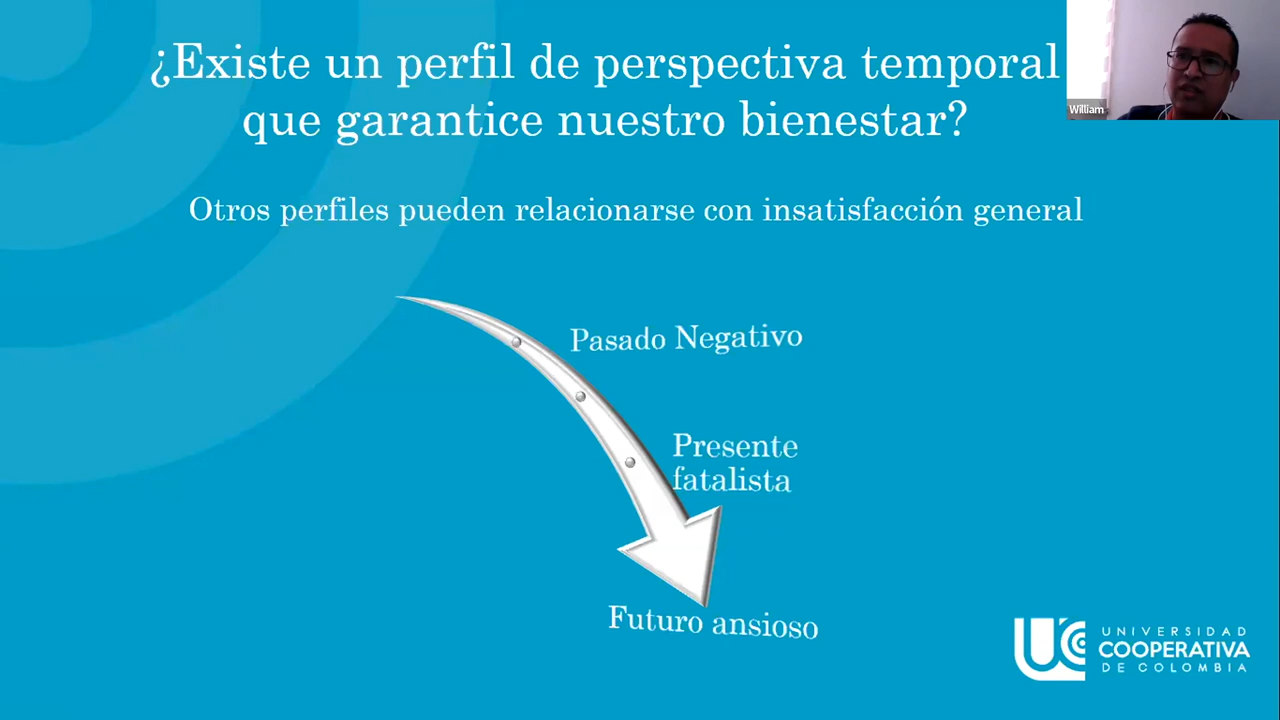 ¿Existe un perfil de perspectiva temporal
que garantice nuestro bienestar?
William
Otros perfiles pueden relacionarse con insatisfacción general
Pasado Negativo
Presente
fatalista
Futuro ansioso
UNIVERSIDAD
COOPERATIVA
DE COLOMBIA